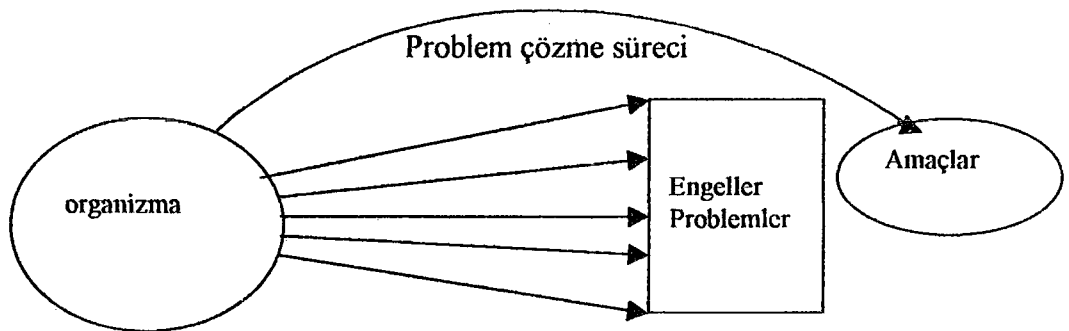 Problem çözme süreci
organizma
Engeller
Problemler
Amaçlar